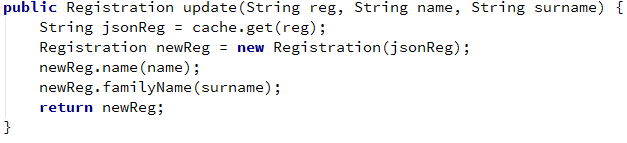 public Registration update(String reg, String name, String surname) {
    String jsonReg = cache.get(reg);
    Registration newReg = new Registration(jsonReg);
    newReg.name(name);
    newReg.familyName(surname);
    return newReg;
}